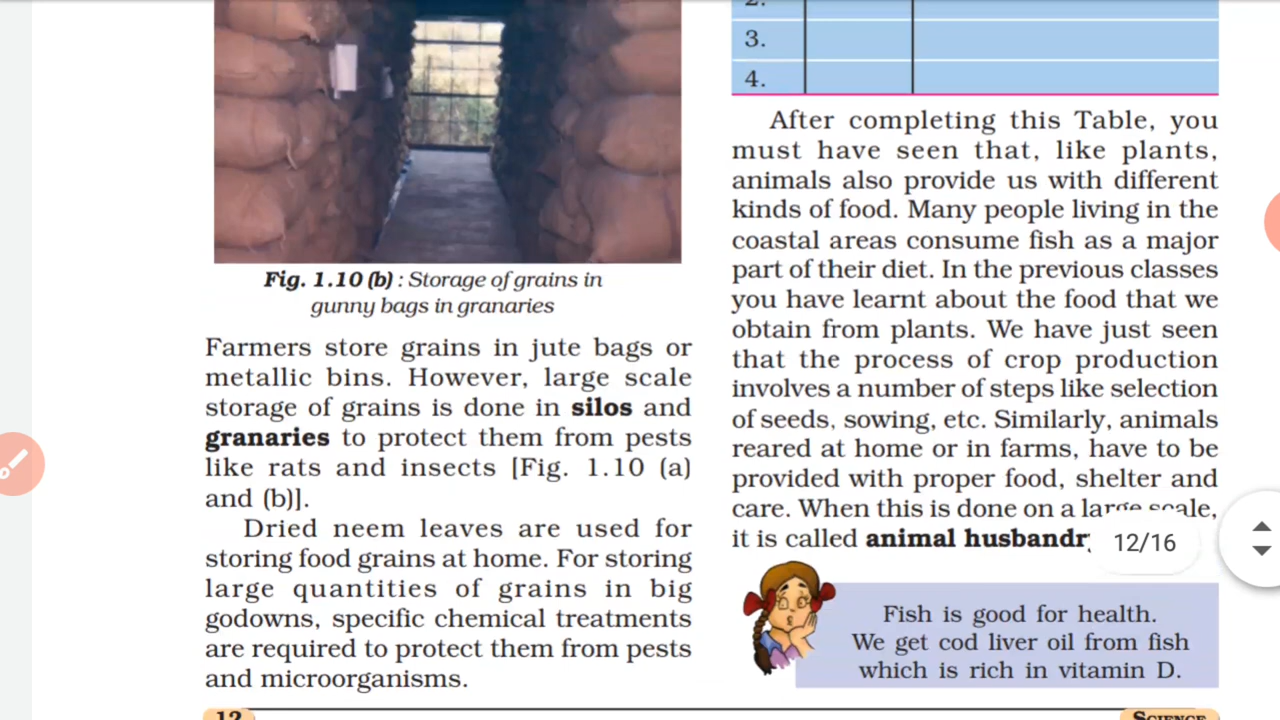 Fig. 1.10 (b) : Storage of grains in
gunny bags in granaries
Farmers store grains in jute bags or
metallic bins. However, large scale
storage of grains is done in silos and
granaries to protect them from pests
like rats and insects [Fig. 1.10 (a)
and (b)].
Dried neem leaves are used for
storing food grains at home. For storing
large quantities of grains in big
godowns, specific chemical treatments
are required to protect them from pests
and microorganisms.
12
3.
4.
After completing this Table, you
must have seen that, like plants,
animals also provide us with different
kinds of food. Many people living in the
coastal areas consume fish as a major
part of their diet. In the previous classes
you have learnt about the food that we
obtain from plants. We have just seen
that the process of crop production
involves a number of steps like selection
of seeds, sowing, etc. Similarly, animals
reared at home or in farms, have to be
provided with proper food, shelter and
care. When this is done on a large scale,
it is called animal husbandr
12/16
Fish is good for health.
We get cod liver oil from fish
which is rich in vitamin D.
SCIENCE